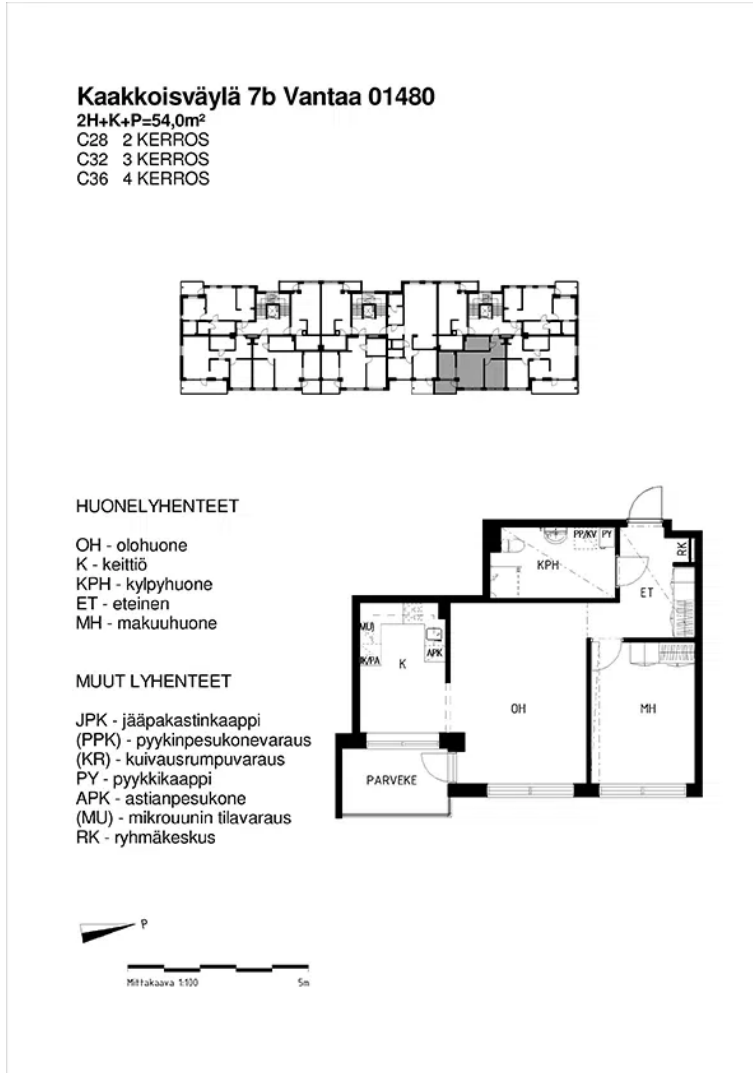 Kaakkoisväylä 7b Vantaa 01480
2H+K+P=54,0m²
C28 2 KERROS
C32 3 KERROS
C36 4 KERROS
HUONELYHENTEET
OH - olohuone
K - keittiö
KPH - kylpyhuone
ET - eteinen
MH - makuuhuone
MUUT LYHENTEET
JPK - jääpakastinkaappi
(PPK) - pyykinpesukonevaraus
(KR) - kuivausrumpuvaraus
PY - pyykkikaappi
APK - astianpesukone
(MU) - mikrouunin tilavaraus
RK - ryhmäkeskus
PP/KV PY
RK
KPH
ET
MU)
JK/PA
APK
K
OH
MH
PARVEKE
P
Mittakaava 1:100 5m